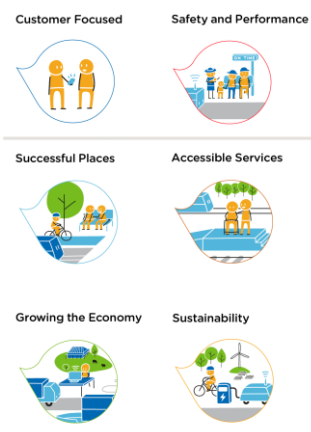 Customer Focused
Safety and Performance
ON TIME
Successful Places
Accessible Services
Growing the Economy
Sustainability